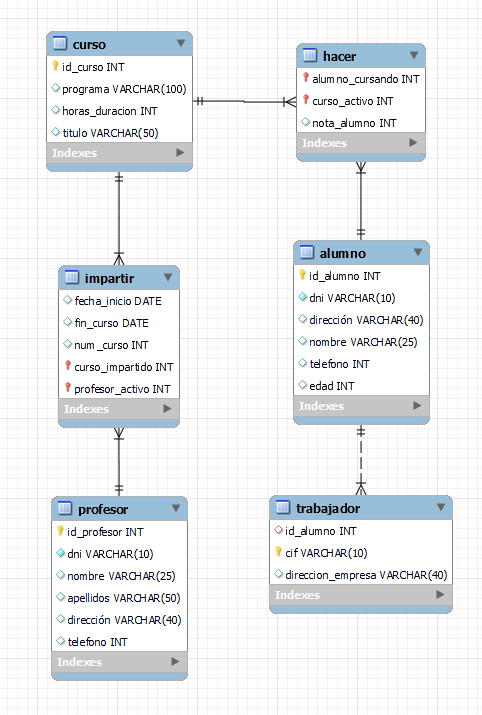 curso
id_curso INT
programa VARCHAR(100)
horas_duracion INT
titulo VARCHAR(50)
Indexes
hacer
alumno_cursando INT
curso_activo INT
nota_alumno INT
Indexes
impartir
fecha_inicio DATE
fin_curso DATE
num_curso INT
curso_impartido INT
profesor_activo INT
Indexes
alumno
id_alumno INT
dni VARCHAR(10)
dirección VARCHAR(40)
nombre VARCHAR(25)
telefono INT
edad INT
Indexes
profesor
id_profesor INT
dni VARCHAR(10)
nombre VARCHAR(25)
apellidos VARCHAR(50)
dirección VARCHAR(40)
telefono INT
Indexes
trabajador
id_alumno INT
cif VARCHAR(10)
direccion_empresa VARCHAR(40)
Indexes